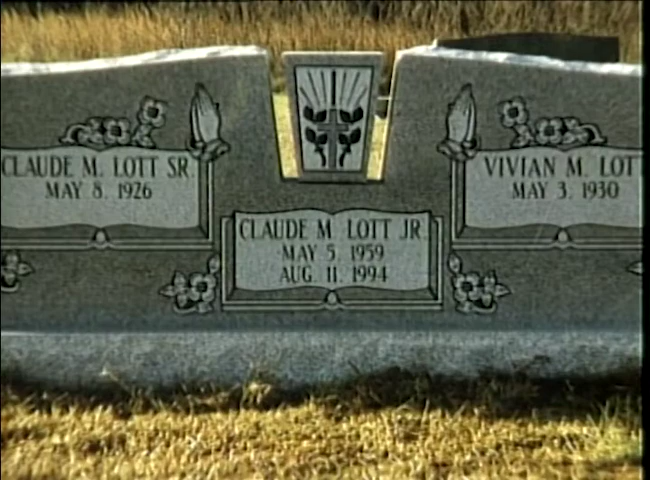 CLAUDE M. LOTT SR
MAY 8. 1926
CLAUDE M. LOTT JR.
MAY 5. 1959
AUG. 11. 1994
VIVIAN M. LOTT
MAY 3. 1930